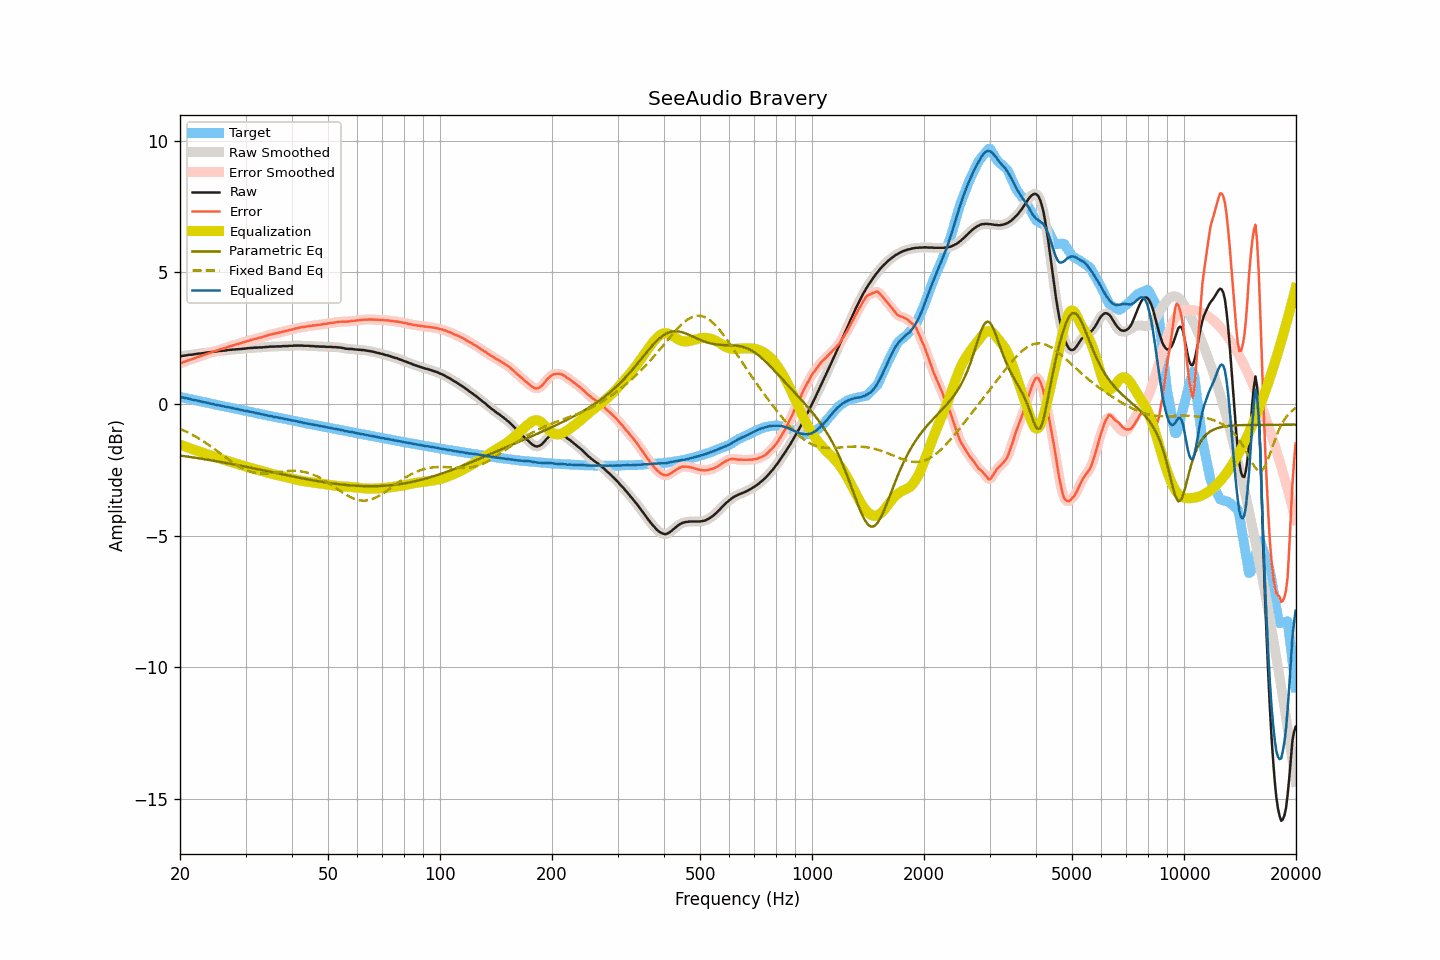 SeeAudio Bravery
Target
Raw Smoothed
Error Smoothed
Raw
Error
Equalization
Parametric Eq
Fixed Band Eq
Equalized
10
5
0
−5
−10
−15
Amplitude (dBr)
20 50 100 200 500 1000 2000 5000 10000 20000
Frequency (Hz)